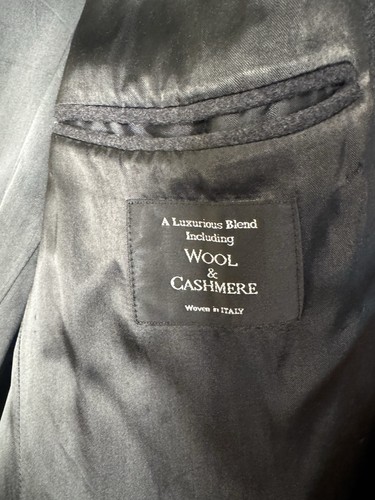 A Luxurious Blend
Including
WOOL
&
CASHMERE
Woven in ITALY